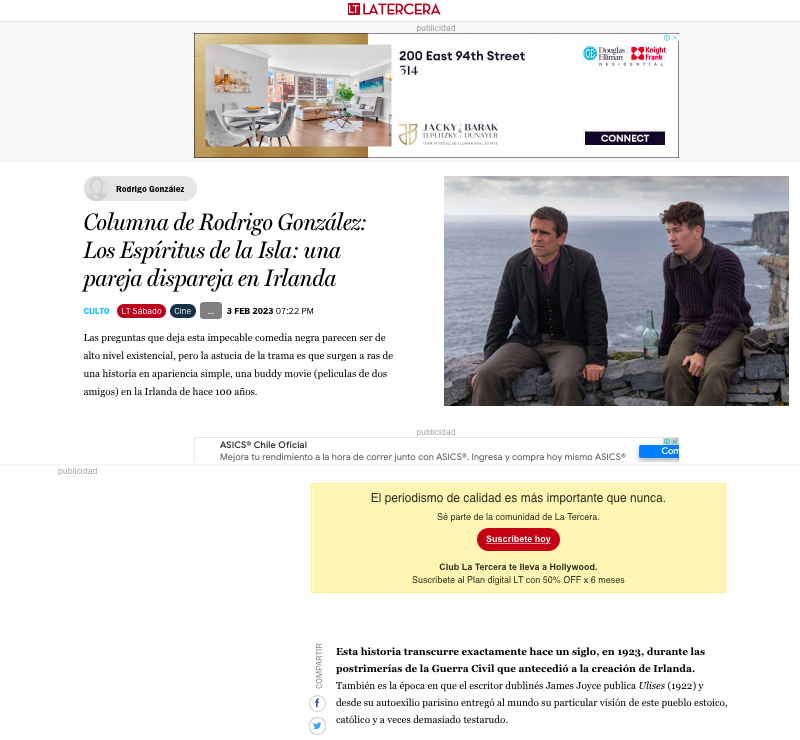 LT LATERCERA
publicidad
200 East 94th Street
314
Douglas Elliman
Knight Frank
RESIDENTIAL
JACKY TEPLITZKY
BARAK DUNAYER
TEAM AT DOUGLAS ELLIMAN REAL ESTATE
CONNECT
Rodrigo González
Columna de Rodrigo González:
Los Espíritus de la Isla: una
pareja dispareja en Irlanda
CULTO LT Sábado Cine ... 3 FEB 2023 07:22 PM
Las preguntas que deja esta impecable comedia negra parecen ser de
alto nivel existencial, pero la astucia de la trama es que surgen a ras de
una historia en apariencia simple, una buddy movie (películas de dos
amigos) en la Irlanda de hace 100 años.
publicidad
ASICS® Chile Oficial
Mejora tu rendimiento a la hora de correr junto con ASICS®. Ingresa y compra hoy mismo ASICS®
Com
publicidad
El periodismo de calidad es más importante que nunca.
Sé parte de la comunidad de La Tercera.
Suscríbete hoy
Club La Tercera te lleva a Hollywood.
Suscríbete al Plan digital LT con 50% OFF x 6 meses
COMPARTIR
Esta historia transcurre exactamente hace un siglo, en 1923, durante las
postrimerías de la Guerra Civil que antecedió a la creación de Irlanda.
También es la época en que el escritor dublinés James Joyce publica Ulises (1922) y
desde su autoexilio parisino entregó al mundo su particular visión de este pueblo estoico,
católico y a veces demasiado testarudo.